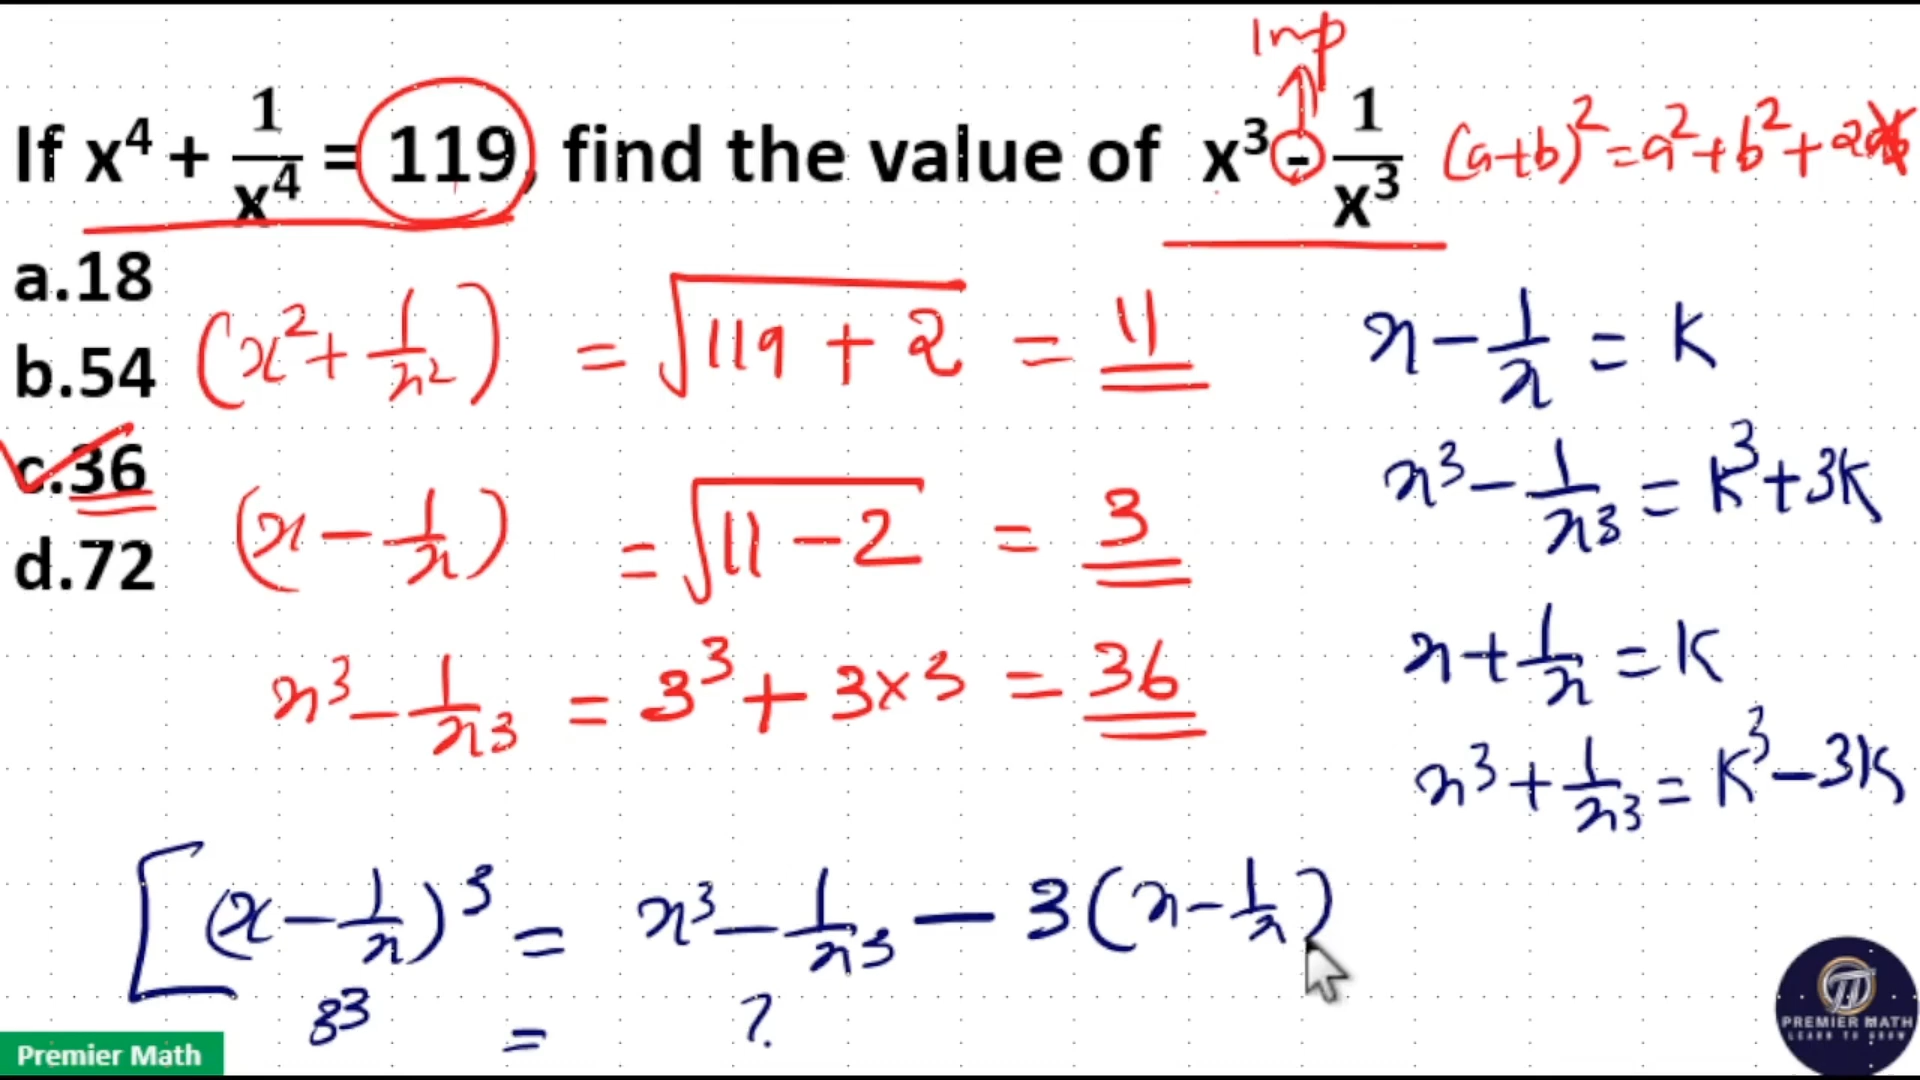 Imp
If x⁴ + 1/x⁴ = 119, find the value of x³ - 1/x³
(a+b)² = a² + b² + 2ab
a.18
b.54
c.36
d.72
(x² + 1/x²) = √(119 + 2) = 11
(x - 1/x) = √(11 - 2) = 3
x³ - 1/x³ = 3³ + 3×3 = 36
x - 1/x = K
x³ - 1/x³ = K³ + 3K
x + 1/x = K
x³ + 1/x³ = K³ - 3K
[(x - 1/x)³ = x³ - 1/x³ - 3(x - 1/x)
33 = ?
Premier Math
PREMIER MATH
LEARN TO KNOW